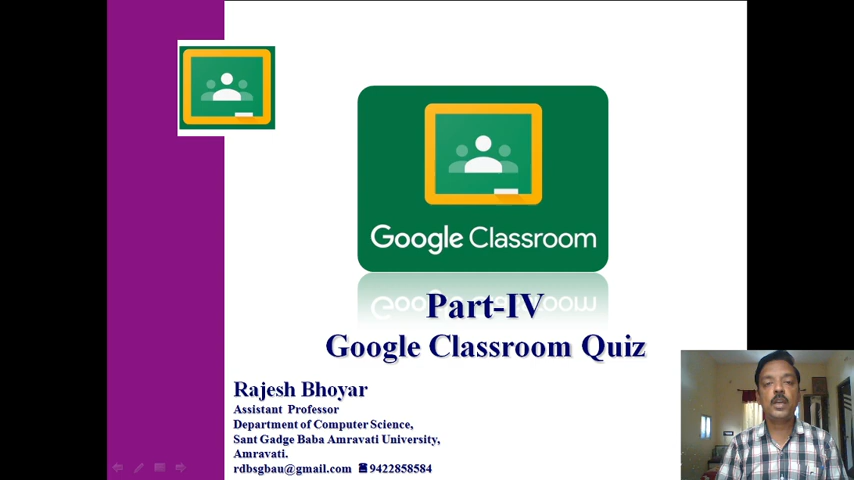 Google Classroom
Part-IV
Google Classroom Quiz
Rajesh Bhoyar
Assistant Professor
Department of Computer Science,
Sant Gadge Baba Amravati University,
Amravati.
rdbsgbau@gmail.com 9422858584